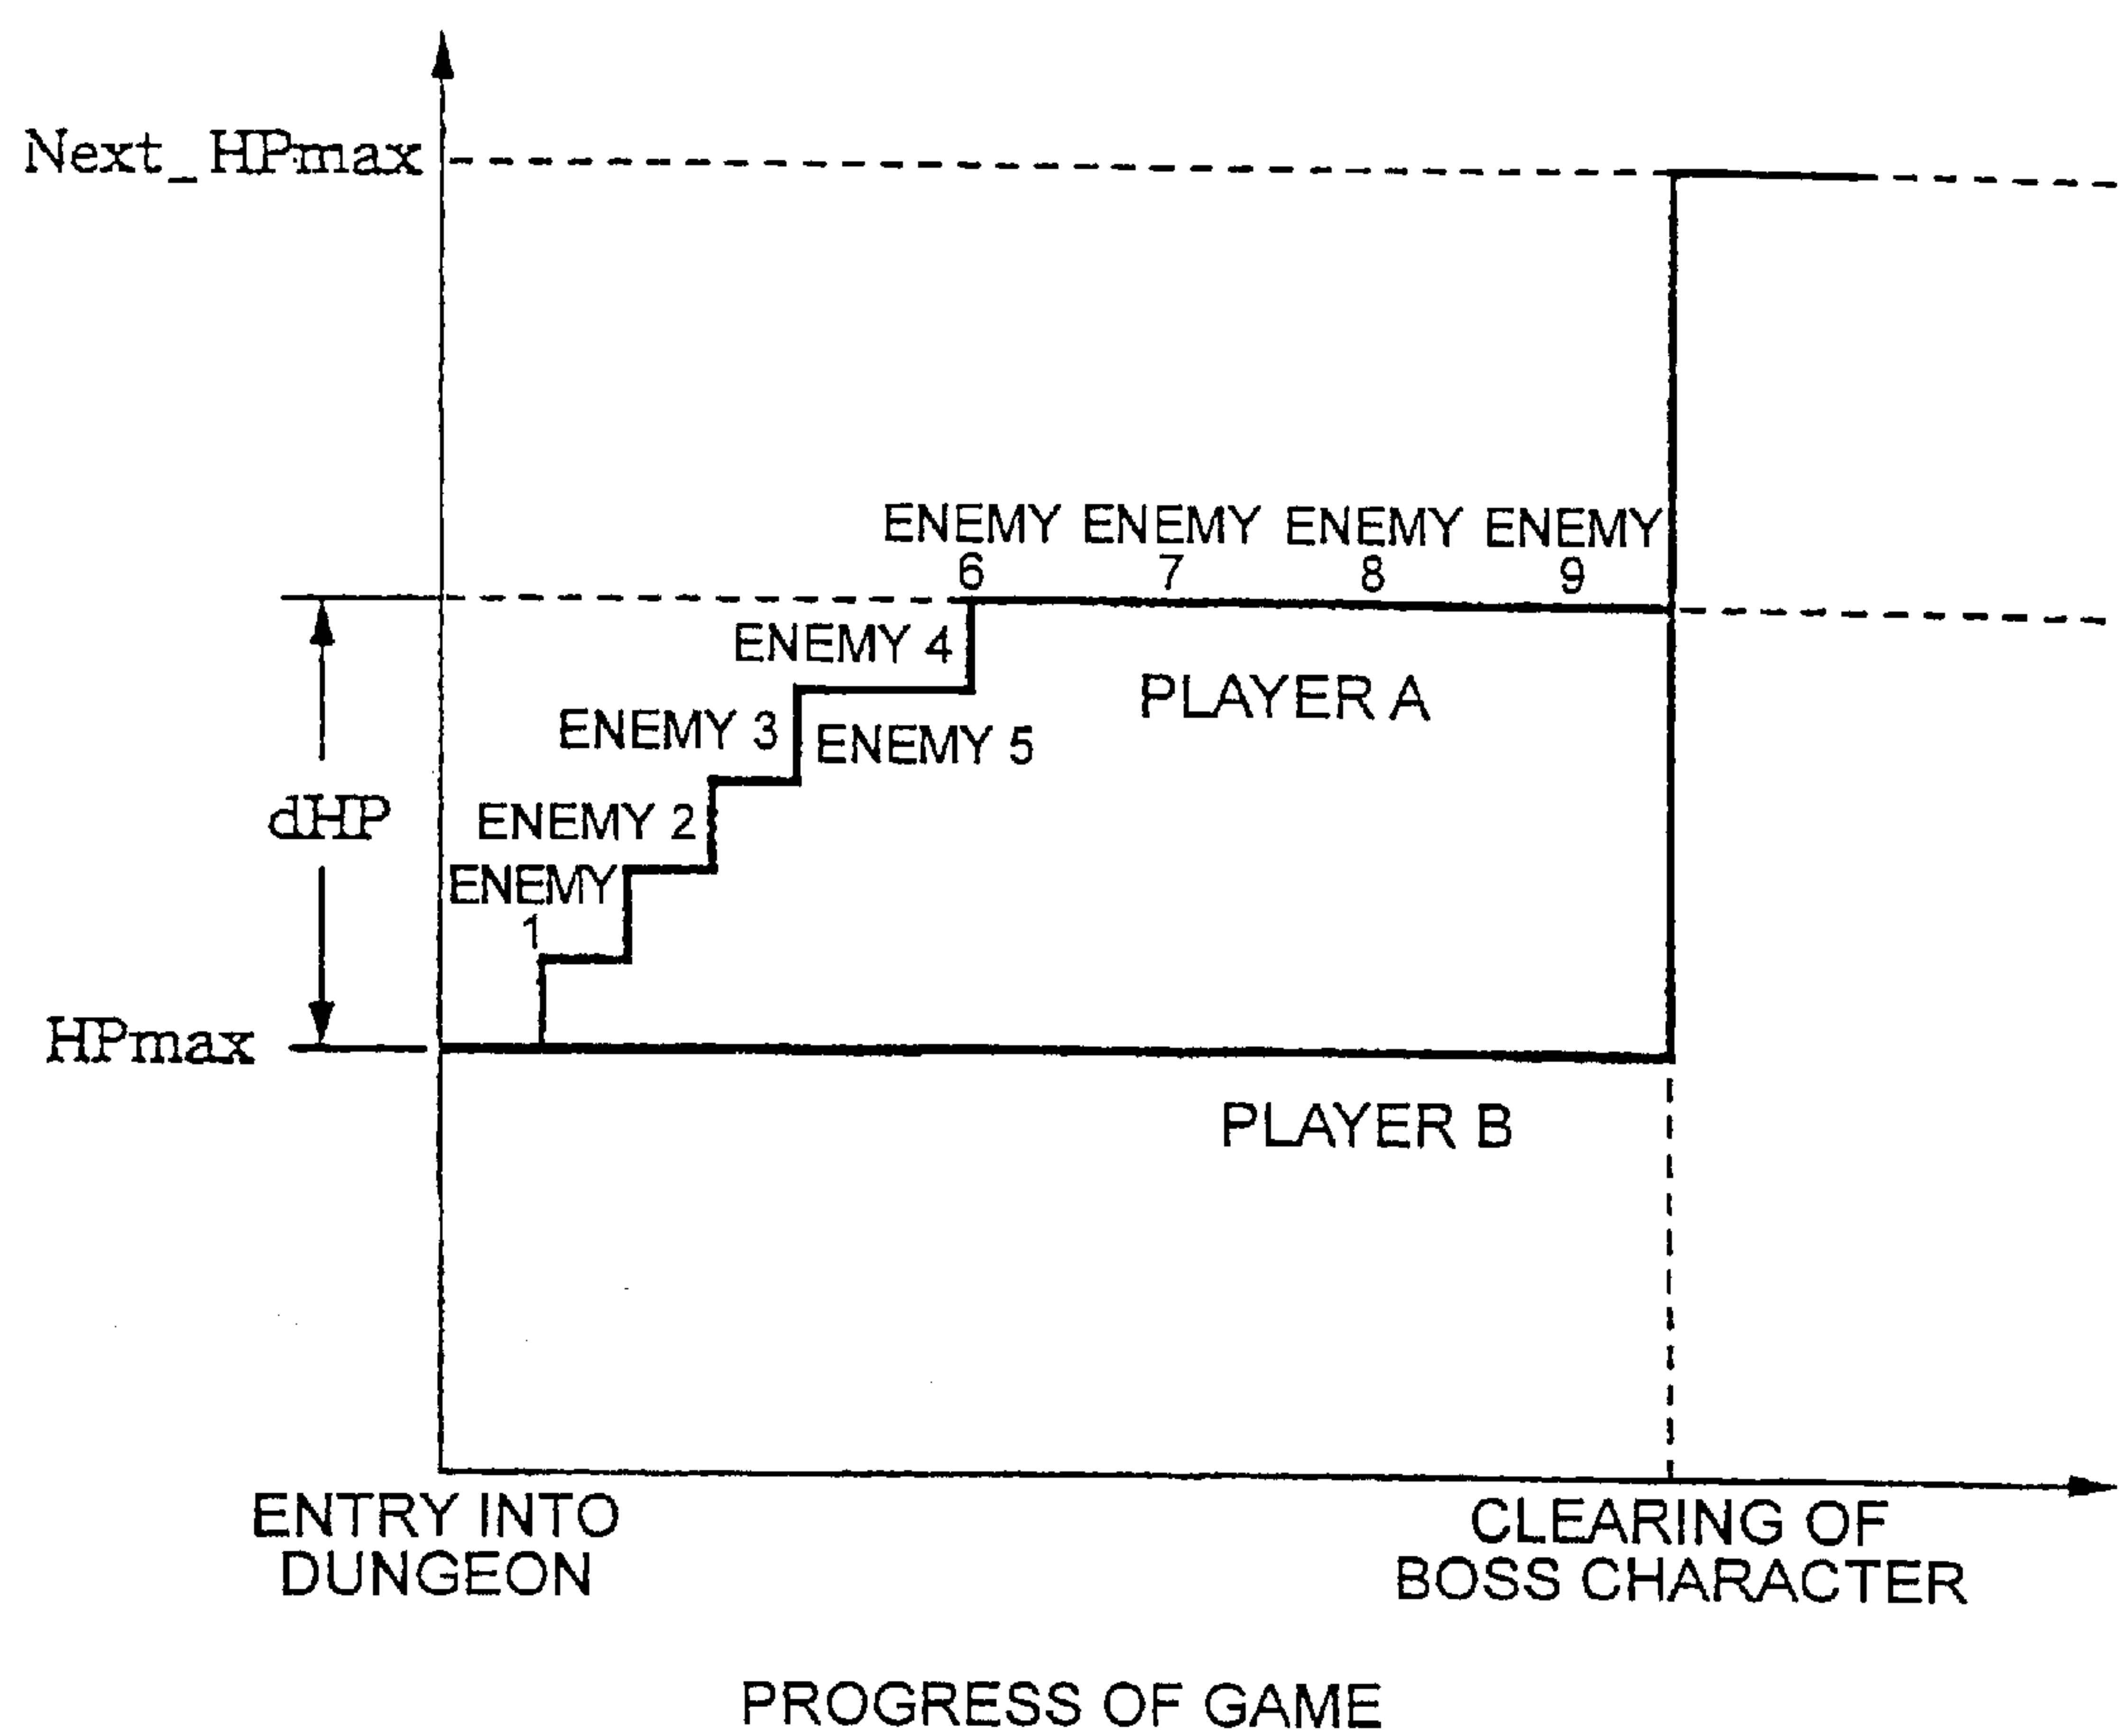 Next_HPmax
ENEMY ENEMY ENEMY ENEMY
6 7 8 9
ENEMY 4
PLAYER A
ENEMY 3
ENEMY 5
dHP
ENEMY 2
ENEMY
1
HPmax
PLAYER B
ENTRY INTO
DUNGEON
CLEARING OF
BOSS CHARACTER
PROGRESS OF GAME